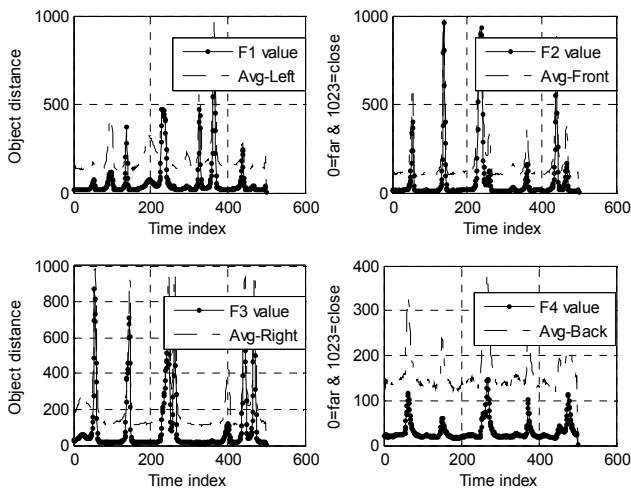 1000
500
0
0 200 400 600
Time index
Object distance
F1 value
Avg-Left
1000
500
0
0 200 400 600
Time index
0=far & 1023=close
F2 value
Avg-Front
1000
800
600
400
200
0
0 200 400 600
Time index
Object distance
F3 value
Avg-Right
400
300
200
100
0
0 200 400 600
Time index
0=far & 1023=close
F4 value
Avg-Back